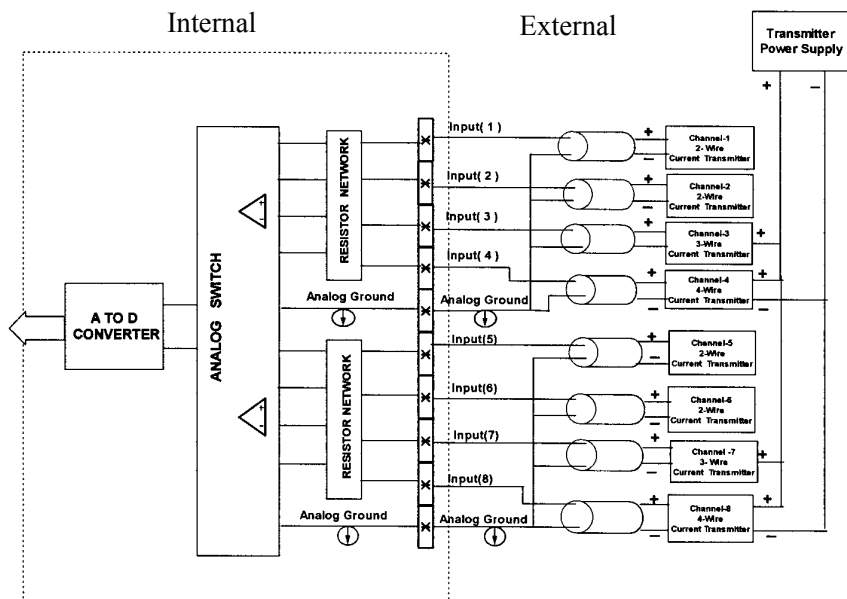 Internal
External
Transmitter
Power Supply
+
−
Input( 1 )
+
−
Channel-1
2- Wire
Current Transmitter
Input( 2 )
+
−
Channel-2
2-Wire
Current Transmitter
Input( 3 )
+
−
Channel-3
3-Wire
Current Transmitter
+
Input( 4 )
+
−
Channel-4
4-Wire
Current Transmitter
+
−
Analog Ground
Analog Ground
RESISTOR NETWORK
ANALOG SWITCH
+
−
A TO D
CONVERTER
Input(5)
+
−
Channel-5
2-Wire
Current Transmitter
Input(6)
+
−
Channel-6
2-Wire
Current Transmitter
Input(7)
+
−
Channel -7
3- Wire
Current Transmitter
+
Input(8)
+
−
Channel-8
4-Wire
Current Transmitter
+
−
RESISTOR NETWORK
+
−
Analog Ground
Analog Ground